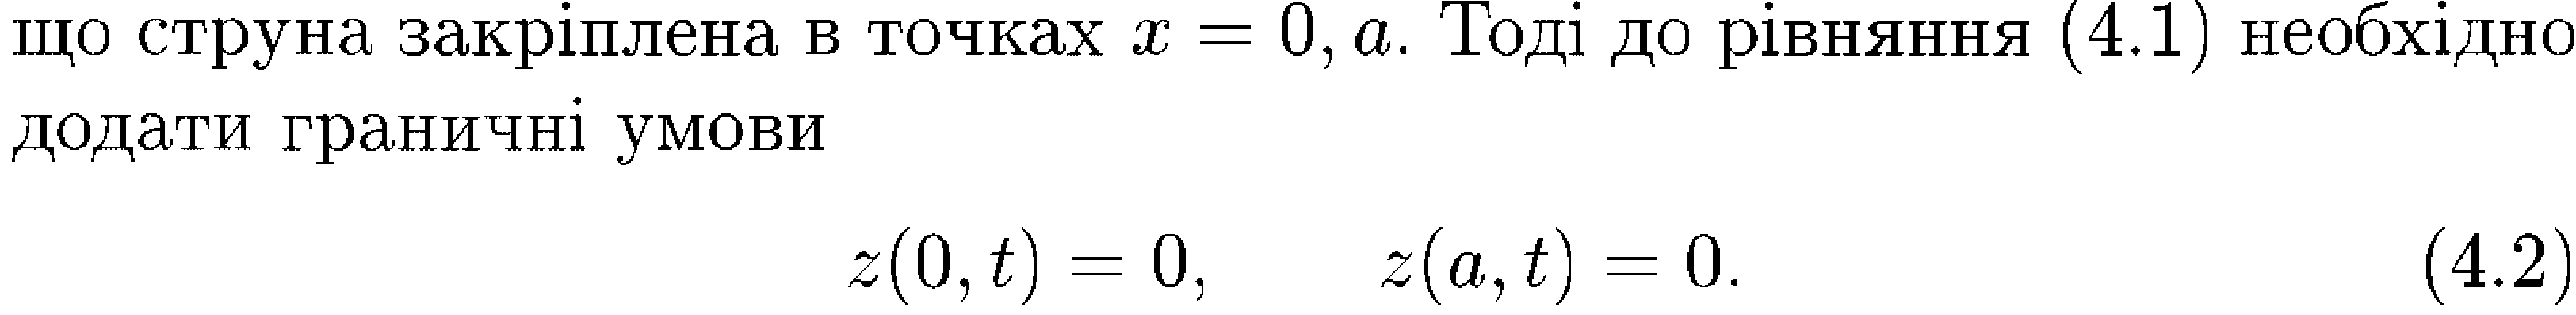 що струна закріплена в точках x = 0, a. Тоді до рівняння (4.1) необхідно
додати граничні умови
z(0, t) = 0, z(a, t) = 0. (4.2)